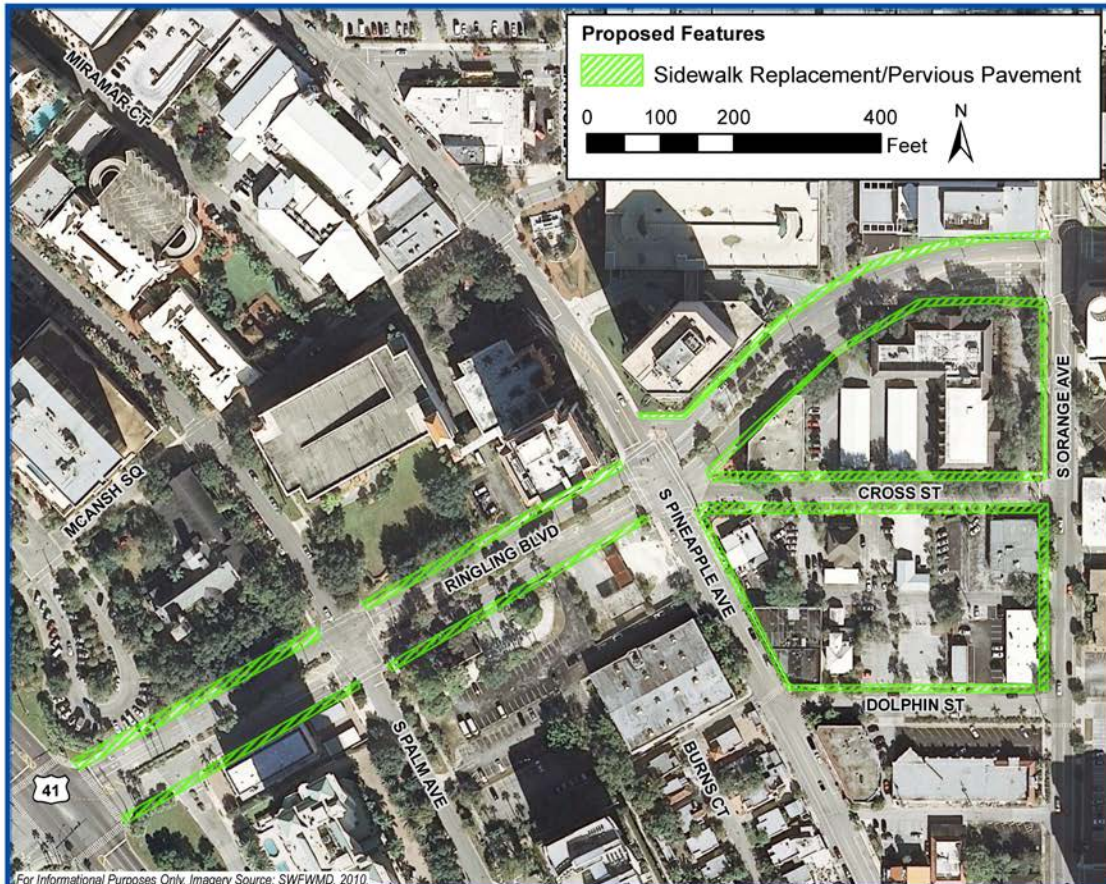 Proposed Features
Sidewalk Replacement/Pervious Pavement
0 100 200 400
Feet
N
MIRAMAR CT
S ORANGE AVE
MCANSH SQ
CROSS ST
S PINEAPPLE AVE
RINGLING BLVD
DOLPHIN ST
S PALM AVE
BURNS CT
41
For Informational Purposes Only. Imagery Source: SWFWMD, 2010